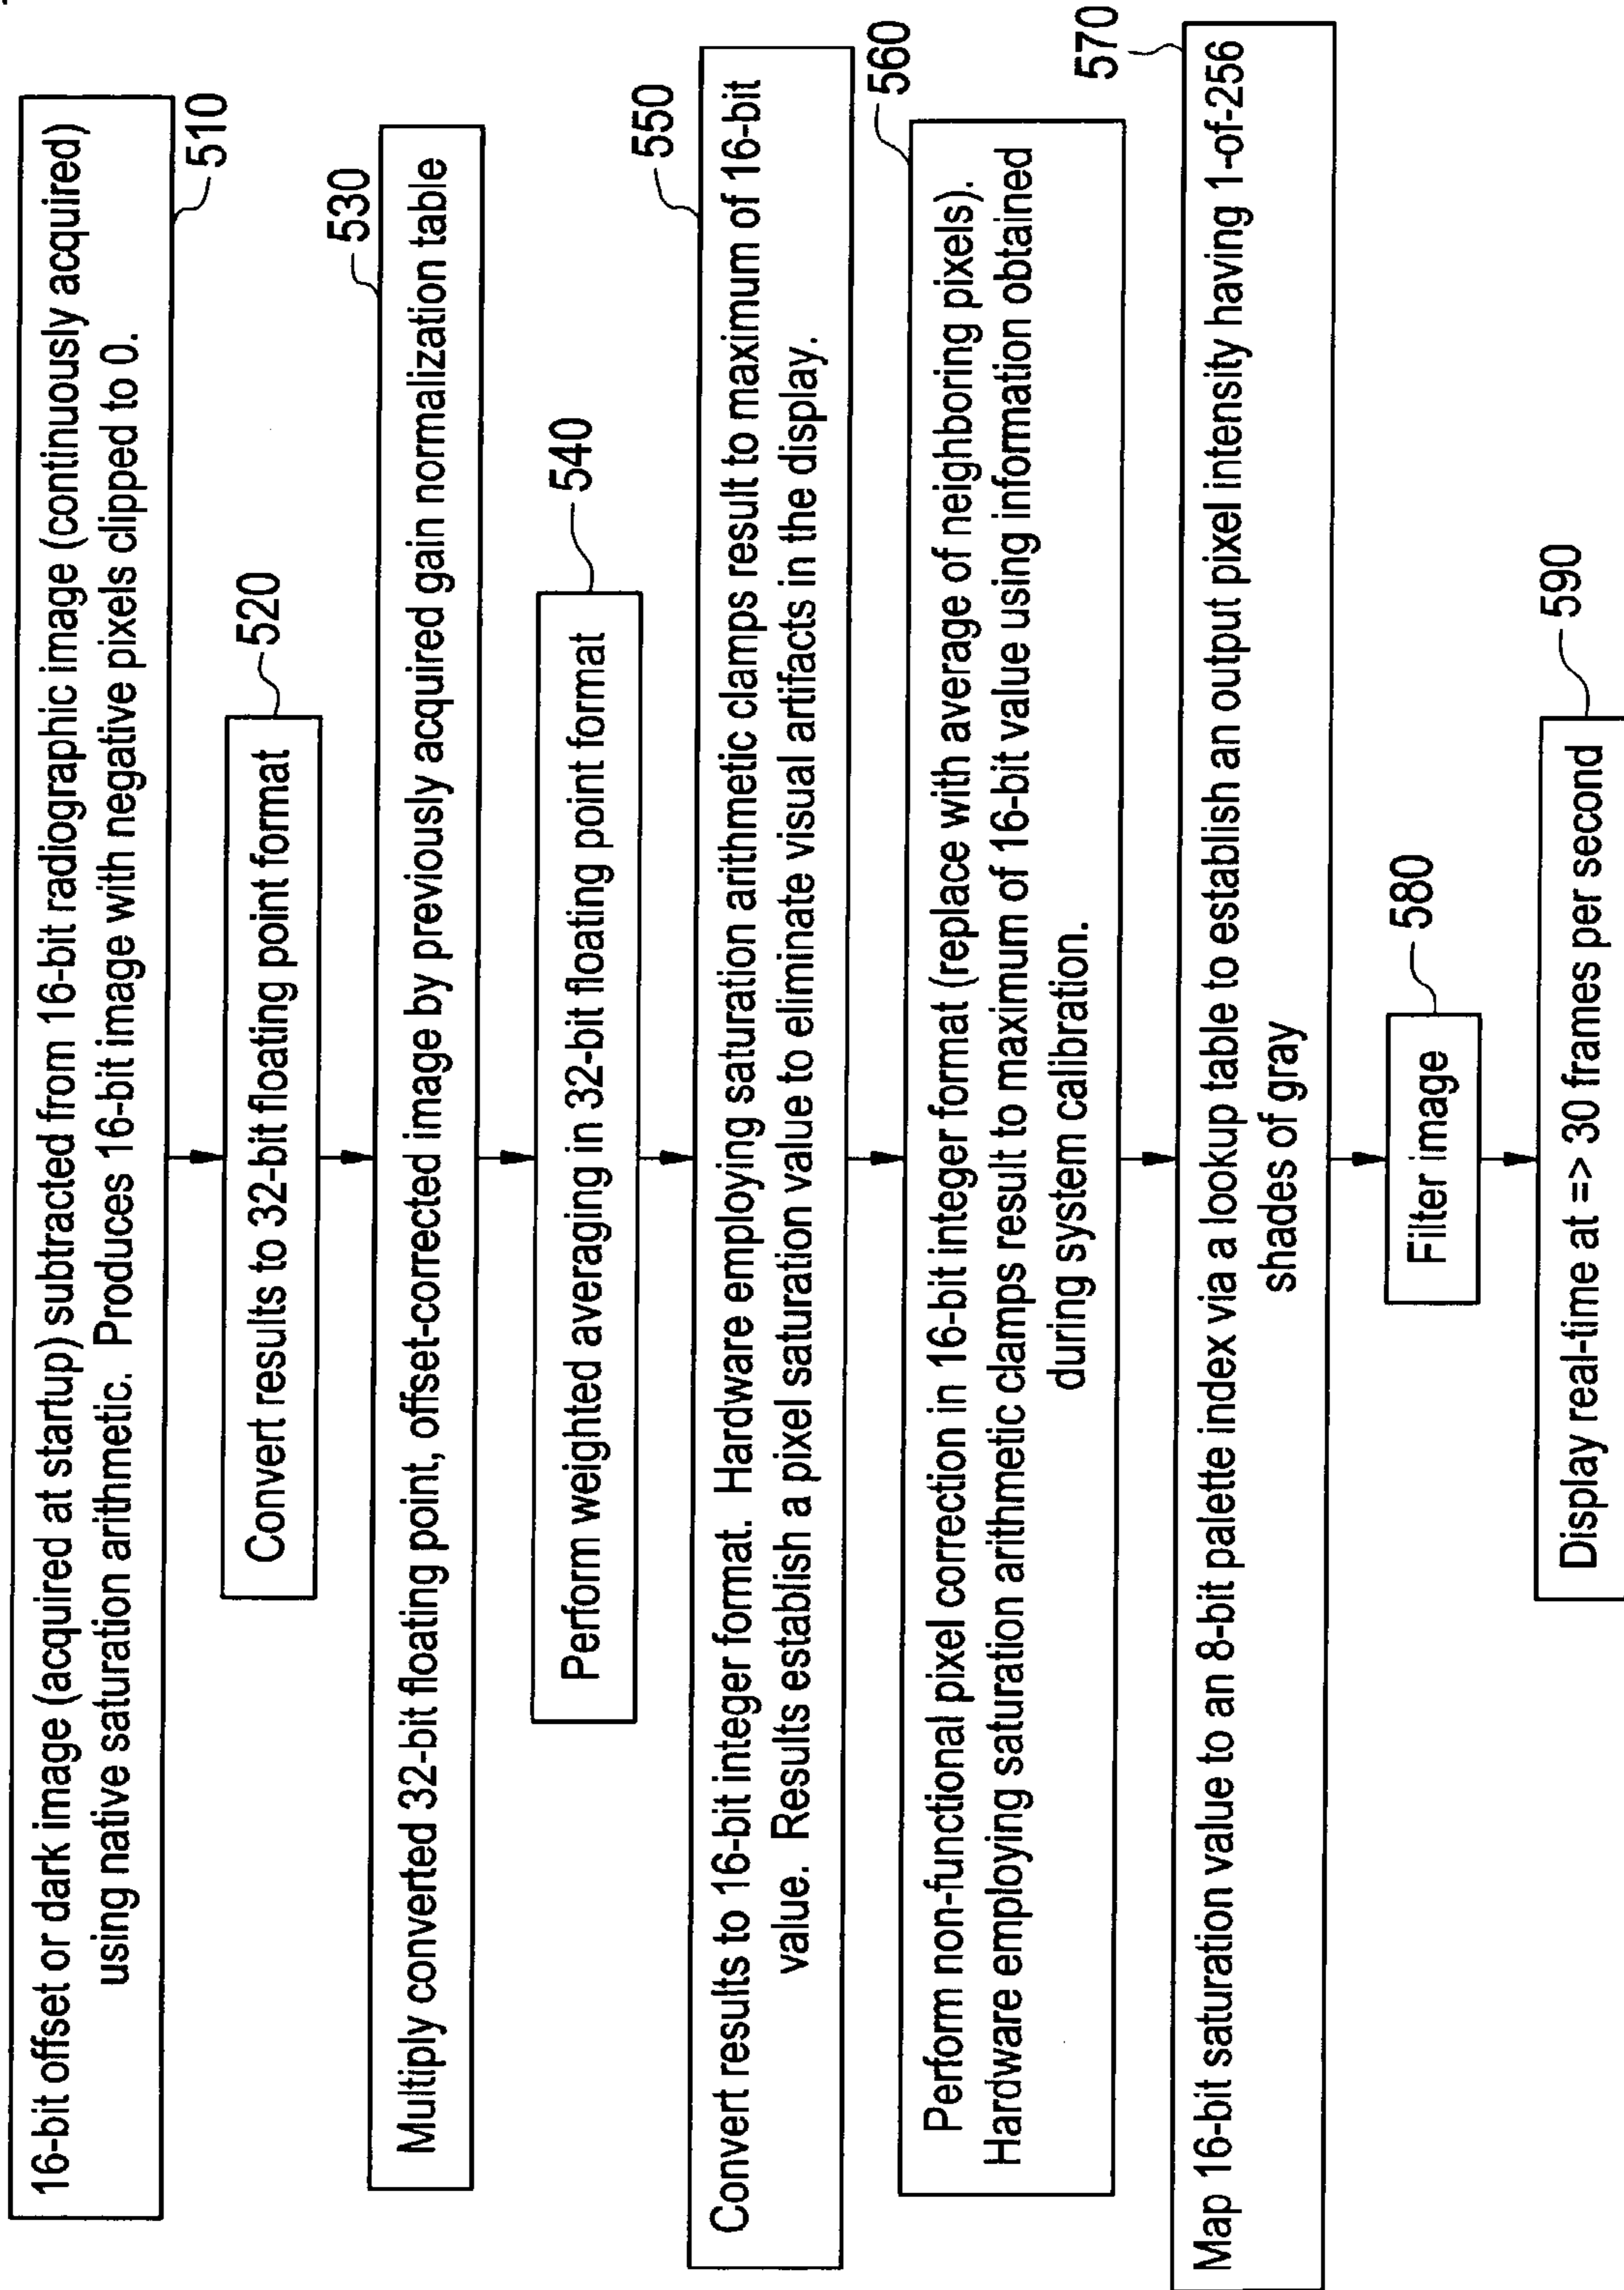 16-bit offset or dark image (acquired at startup) subtracted from 16-bit radiographic image (continuously acquired)
using native saturation arithmetic.  Produces 16-bit image with negative pixels clipped to 0.
510
520
Convert results to 32-bit floating point format
530
Multiply converted 32-bit floating point, offset-corrected image by previously acquired gain normalization table
540
Perform weighted averaging in 32-bit floating point format
550
Convert results to 16-bit integer format.  Hardware employing saturation arithmetic clamps result to maximum of 16-bit
value.  Results establish a pixel saturation value to eliminate visual artifacts in the display.
560
Perform non-functional pixel correction in 16-bit integer format (replace with average of neighboring pixels).
Hardware employing saturation arithmetic clamps result to maximum of 16-bit value using information obtained
during system calibration.
570
Map 16-bit saturation value to an 8-bit palette index via a lookup table to establish an output pixel intensity having 1-of-256
shades of gray
580
Filter image
590
Display real-time at => 30 frames per second